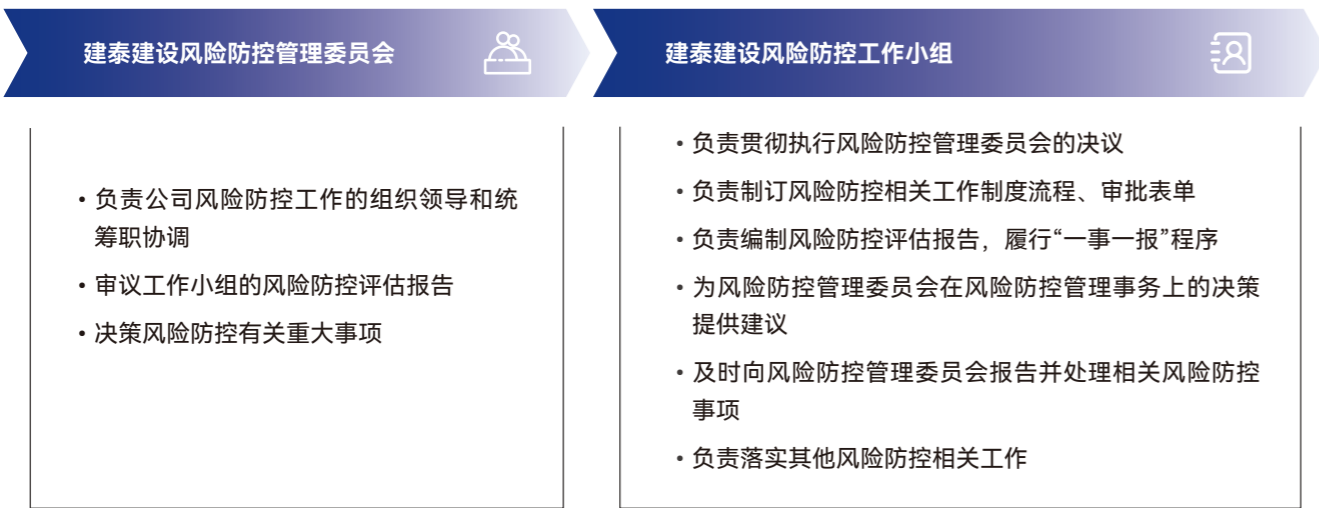 建泰建设风险防控管理委员会
• 负责公司风险防控工作的组织领导和统
筹职协调
• 审议工作小组的风险防控评估报告
• 决策风险防控有关重大事项
建泰建设风险防控工作小组
• 负责贯彻执行风险防控管理委员会的决议
• 负责制订风险防控相关工作制度流程、审批表单
• 负责编制风险防控评估报告，履行“一事一报”程序
• 为风险防控管理委员会在风险防控管理事务上的决策
提供建议
• 及时向风险防控管理委员会报告并处理相关风险防控
事项
• 负责落实其他风险防控相关工作